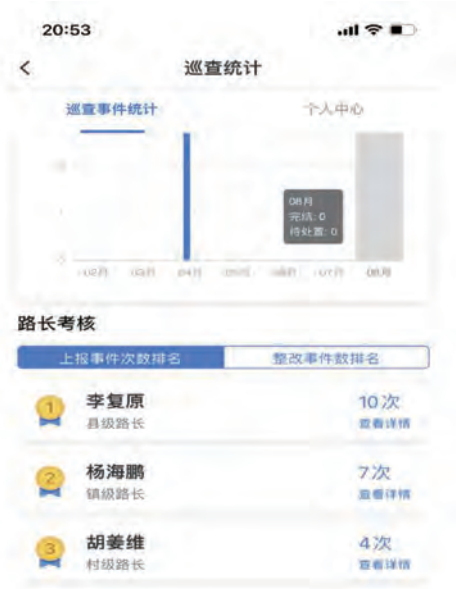 20:53
巡查统计
巡查事件统计 个人中心
08月
完结: 0
待处置: 0
02月 03月 04月 05月 06月 07月 08月
路长考核
上报事件次数排名 整改事件数排名
1 李复原 10次
县级路长 查看详情
2 杨海鹏 7次
镇级路长 查看详情
3 胡姜维 4次
村级路长 查看详情